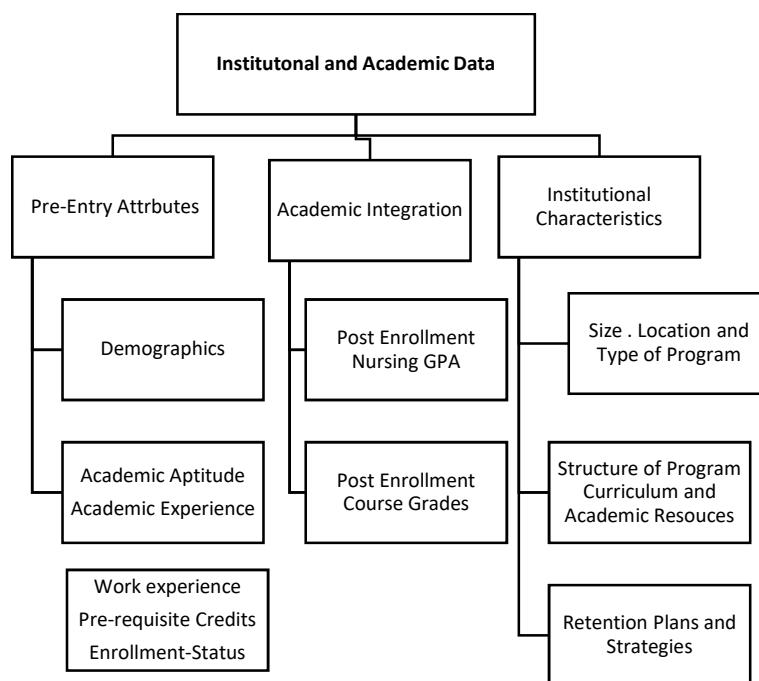 Institutonal and Academic Data
Pre-Entry Attrbutes
Academic Integration
Institutional
Characteristics
Demographics
Post Enrollment
Nursing GPA
Size . Location and
Type of Program
Academic Aptitude
Academic Experience
Post Enrollment
Course Grades
Structure of Program
Curriculum and
Academic Resouces
Work experience
Pre-requisite Credits
Enrollment-Status
Retention Plans and
Strategies